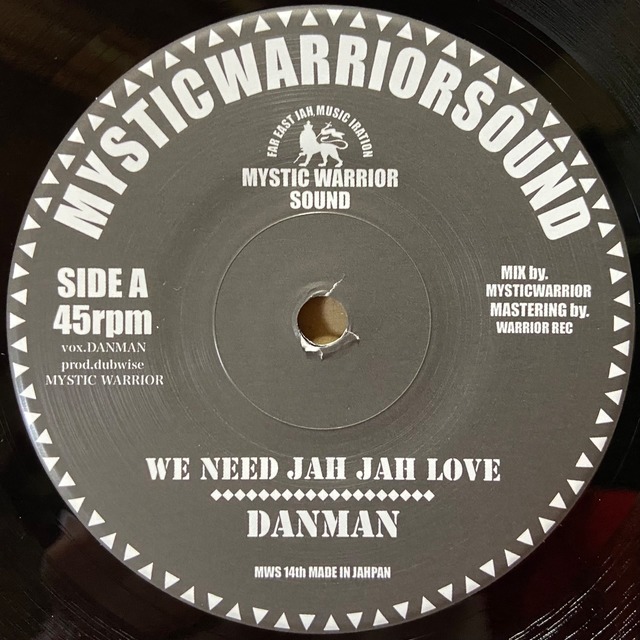 MYSTICWARRIORSOUND
FAR EAST JAH MUSIC IRATION
MYSTIC WARRIOR
SOUND
SIDE A
45rpm
vox.DANMAN
prod.dubwise
MYSTIC WARRIOR
MIX by.
MYSTICWARRIOR
MASTERING by.
WARRIOR REC
WE NEED JAH JAH LOVE
DANMAN
MWS 14th MADE IN JAHPAN